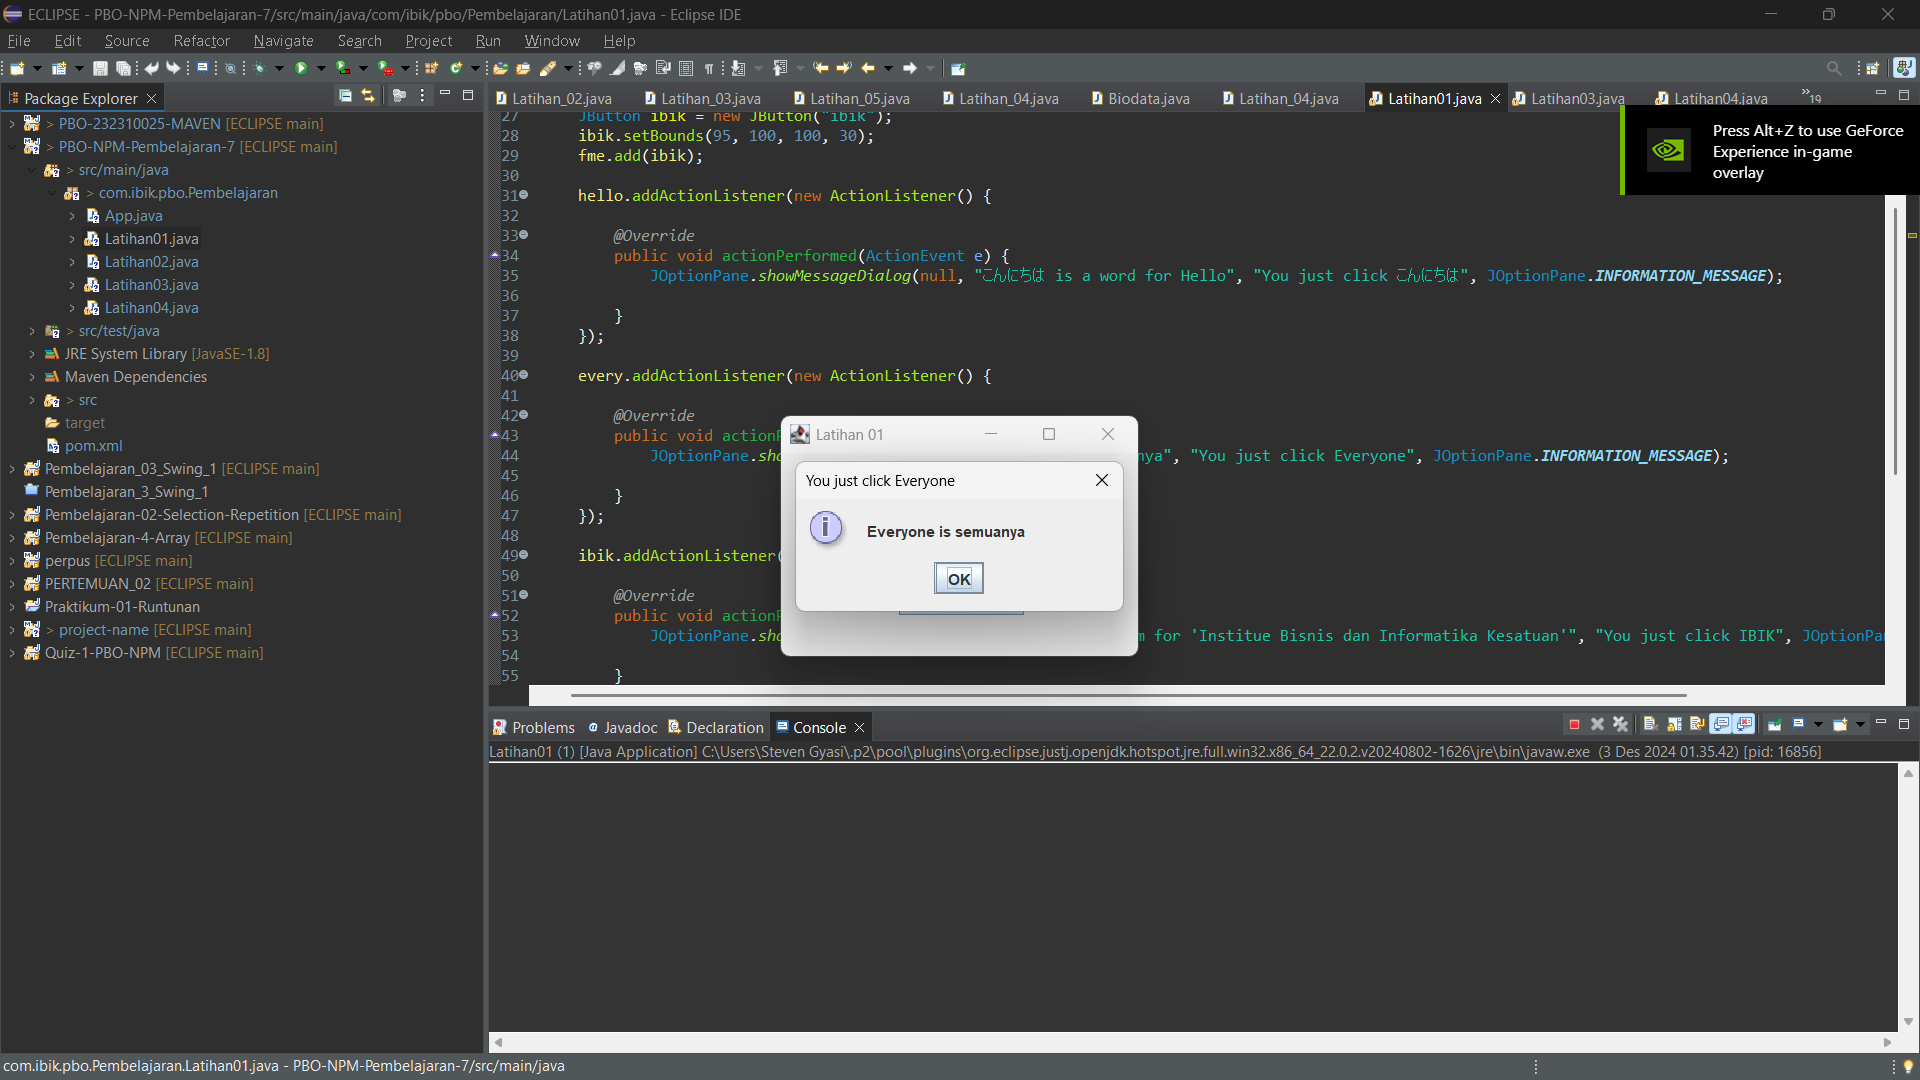 ECLIPSE - PBO-NPM-Pembelajaran-7/src/main/java/com/ibik/pbo/Pembelajaran/Latihan01.java - Eclipse IDE
File Edit Source Refactor Navigate Search Project Run Window Help
Package Explorer
> PBO-232310025-MAVEN [ECLIPSE main]
> PBO-NPM-Pembelajaran-7 [ECLIPSE main]
> src/main/java
> com.ibik.pbo.Pembelajaran
App.java
Latihan01.java
Latihan02.java
Latihan03.java
Latihan04.java
> src/test/java
JRE System Library [JavaSE-1.8]
Maven Dependencies
> src
target
pom.xml
Pembelajaran_03_Swing_1 [ECLIPSE main]
Pembelajaran_3_Swing_1
Pembelajaran-02-Selection-Repetition [ECLIPSE main]
Pembelajaran-4-Array [ECLIPSE main]
perpus [ECLIPSE main]
PERTEMUAN_02 [ECLIPSE main]
Praktikum-01-Runtunan
> project-name [ECLIPSE main]
Quiz-1-PBO-NPM [ECLIPSE main]
Latihan_02.java Latihan_03.java Latihan_05.java Latihan_04.java Biodata.java Latihan_04.java Latihan01.java Latihan03.java Latihan04.java »19
27 JButton ibik = new JButton("ibik");
28 ibik.setBounds(95, 100, 100, 30);
29 fme.add(ibik);
30
31 hello.addActionListener(new ActionListener() {
32
33 @Override
34 public void actionPerformed(ActionEvent e) {
35 JOptionPane.showMessageDialog(null, "こんにちは is a word for Hello", "You just click こんにちは", JOptionPane.INFORMATION_MESSAGE);
36
37 }
38 });
39
40 every.addActionListener(new ActionListener() {
41
42 @Override
43 public void action
44 JOptionPane.sho nya", "You just click Everyone", JOptionPane.INFORMATION_MESSAGE);
45
46 }
47 });
48
49 ibik.addActionListener(
50
51 @Override
52 public void action
53 JOptionPane.sho m for 'Institue Bisnis dan Informatika Kesatuan'", "You just click IBIK", JOptionPa
54
55 }
Press Alt+Z to use GeForce
Experience in-game
overlay
Latihan 01
You just click Everyone
Everyone is semuanya
OK
Problems Javadoc Declaration Console
Latihan01 (1) [Java Application] C:\Users\Steven Gyasi\.p2\pool\plugins\org.eclipse.justj.openjdk.hotspot.jre.full.win32.x86_64_22.0.2.v20240802-1626\jre\bin\javaw.exe (3 Des 2024 01.35.42) [pid: 16856]
com.ibik.pbo.Pembelajaran.Latihan01.java - PBO-NPM-Pembelajaran-7/src/main/java